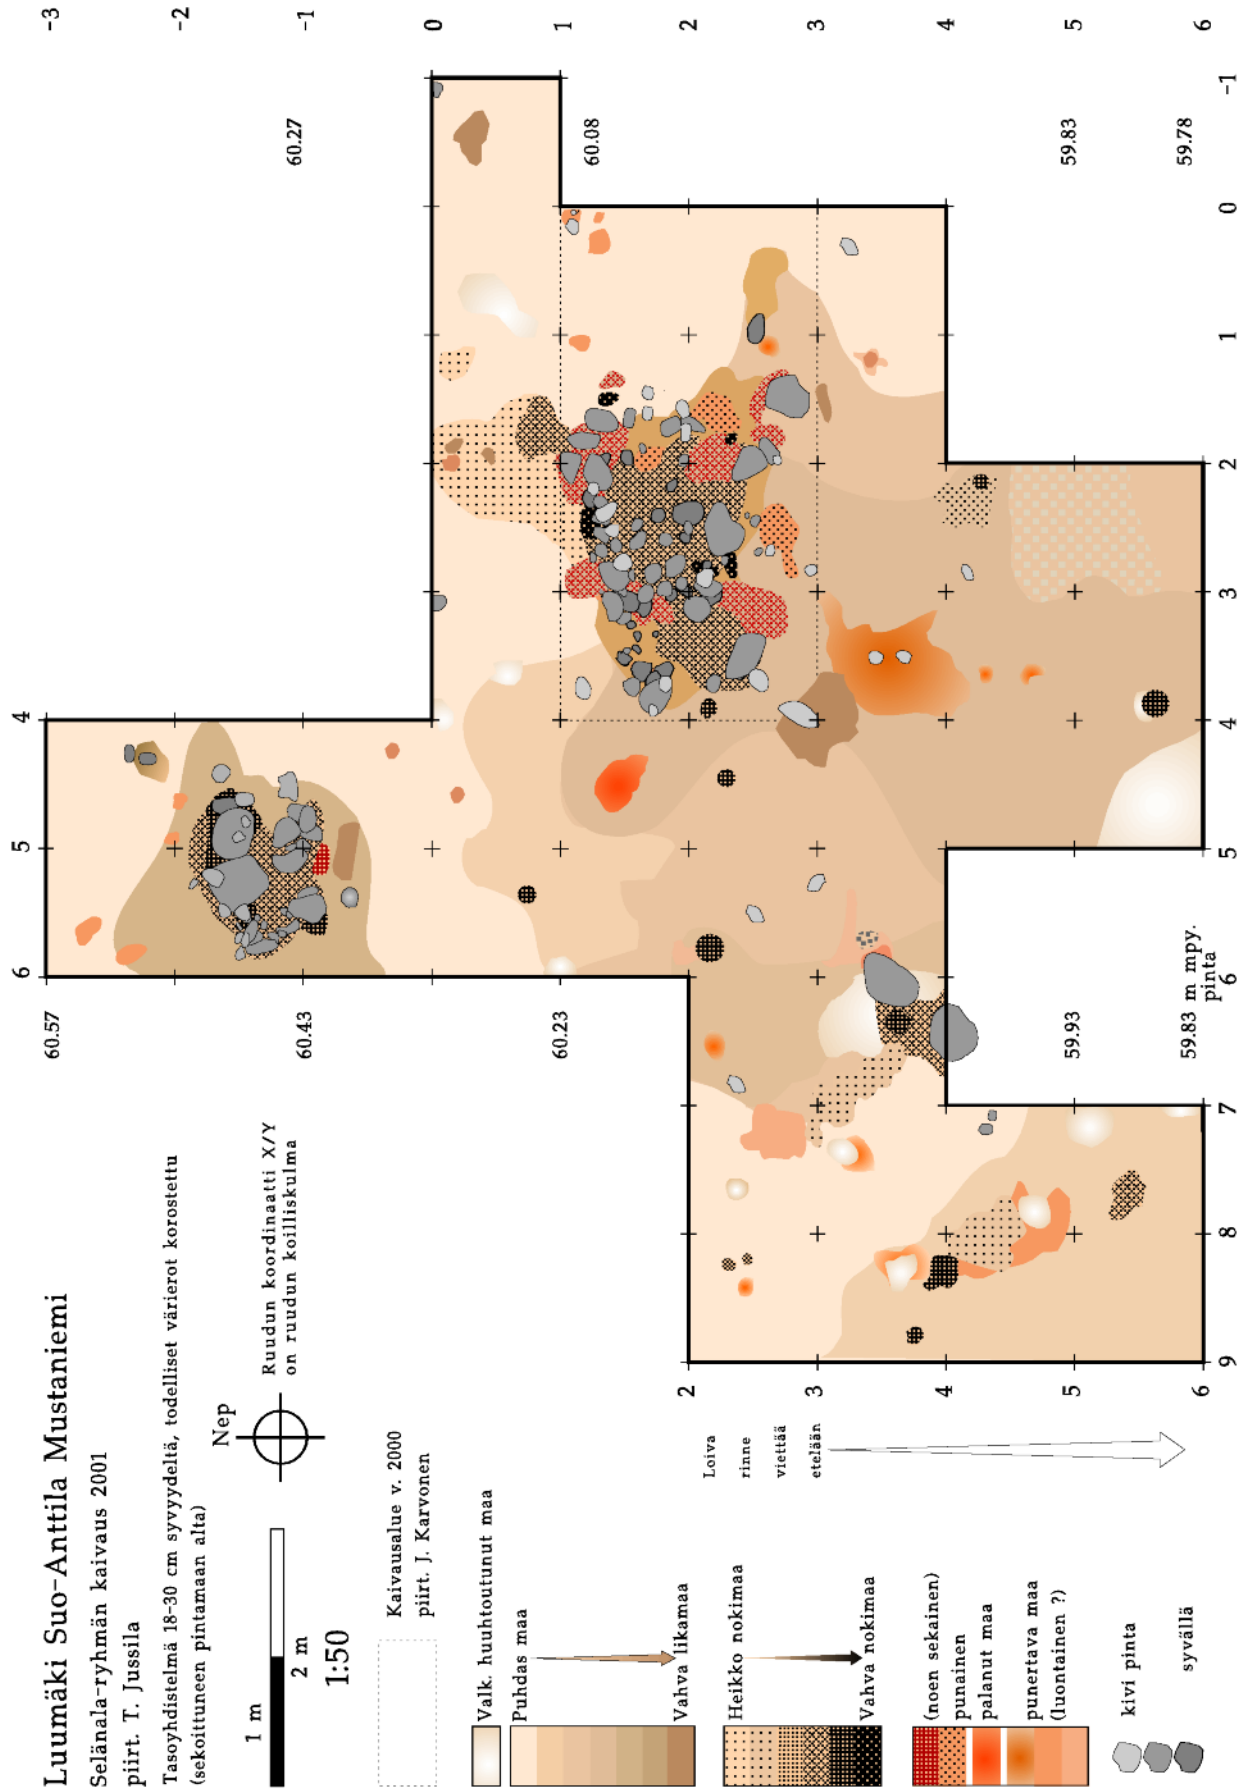 Luumäki Suo-Anttila Mustaniemi
Selänala-ryhmän kaivaus 2001
piirt. T. Jussila
Tasoyhdistelmä 18-30 cm syvyydeltä, todelliset värierot korostettu
(sekoittuneen pintamaan alta)
Nep
1 m
2 m
1:50
Ruudun koordinaatti X/Y
on ruudun koilliskulma
Kaivausalue v. 2000
piirt. J. Karvonen
Valk. huuhtoutunut maa
Puhdas maa
Vahva likamaa
Heikko nokimaa
Vahva nokimaa
(noen sekainen)
punainen
palanut maa
punertava maa
(luontainen ?)
kivi pinta
syvällä
Loiva
rinne
viettää
etelään
60.57
60.43
60.23
59.93
59.83 m mpy.
pinta
60.27
60.08
59.83
59.78
6
5
4
-3
-2
-1
0
1
2
3
4
5
6
2
3
4
5
6
9
8
7
6
5
4
3
2
1
0
-1